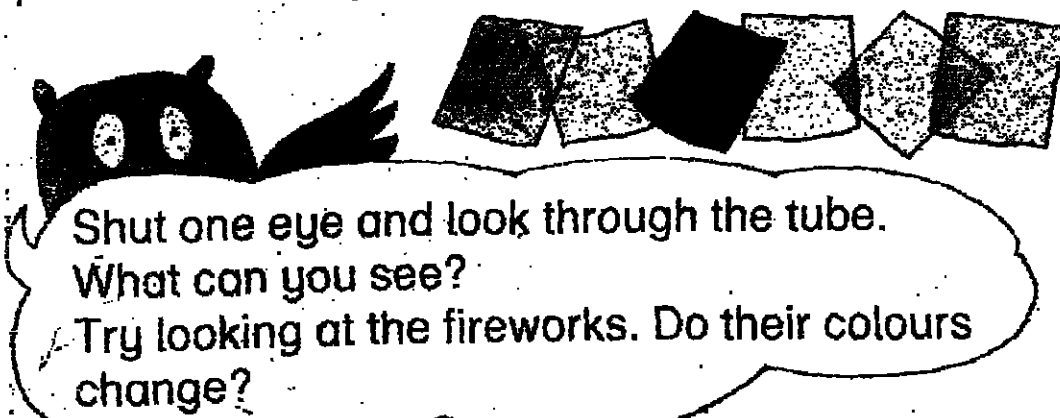 Shut one eye and look through the tube.
What can you see?
Try looking at the fireworks. Do their colours
change?